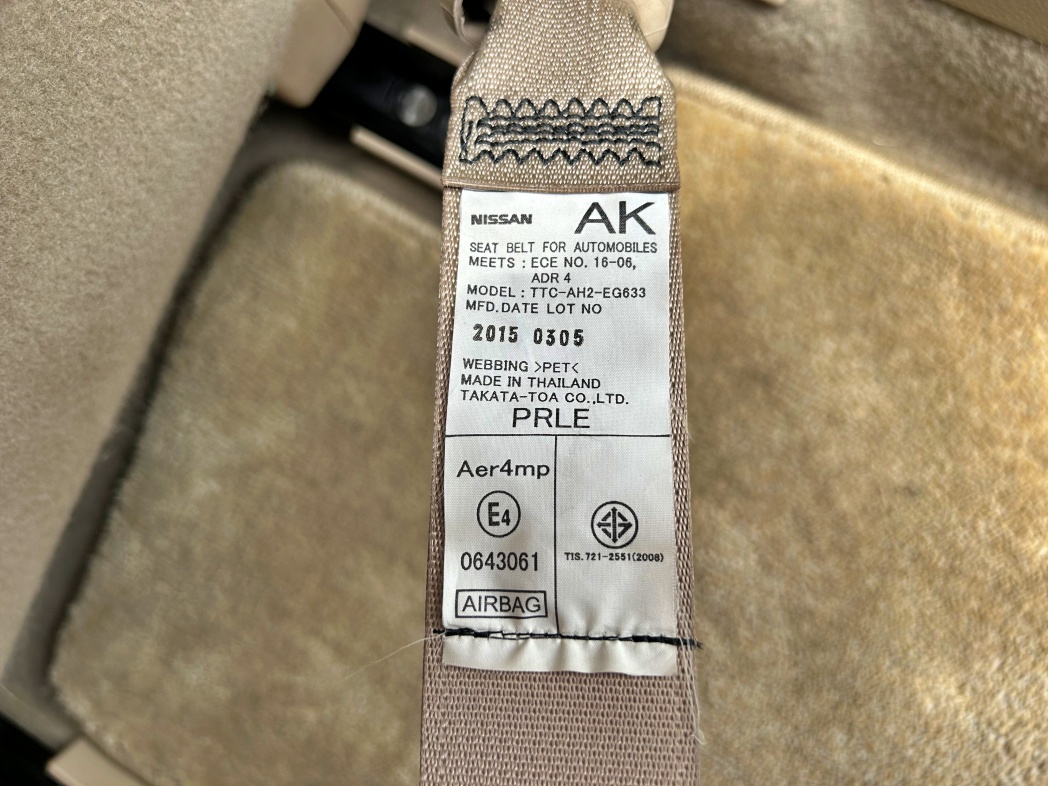 NISSAN AK
SEAT BELT FOR AUTOMOBILES
MEETS : ECE NO. 16-06,
ADR 4
MODEL : TTC-AH2-EG633
MFD.DATE LOT NO
2015 0305
WEBBING >PET<
MADE IN THAILAND
TAKATA-TOA CO.,LTD.
PRLE
Aer4mp
E4
0643061
AIRBAG
TIS.721-2551(2008)